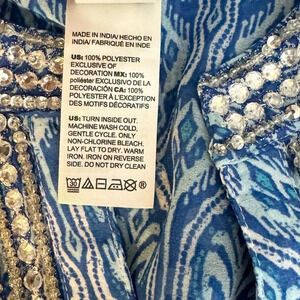 MADE IN INDIA/ HECHO EN
INDIA/ FABRIQUÉ EN INDE
US: 100% POLYESTER
EXCLUSIVE OF
DECORATION MX: 100%
poliéster EXCLUSIVO DE LA
DECORACIÓN CA: 100%
POLYESTER À L'EXCEPTION
DES MOTIFS DÉCORATIFS
US: TURN INSIDE OUT.
MACHINE WASH COLD.
GENTLE CYCLE. ONLY
NON-CHLORINE BLEACH.
LAY FLAT TO DRY. WARM
IRON. IRON ON REVERSE
SIDE. DO NOT DRY CLEAN
30
®